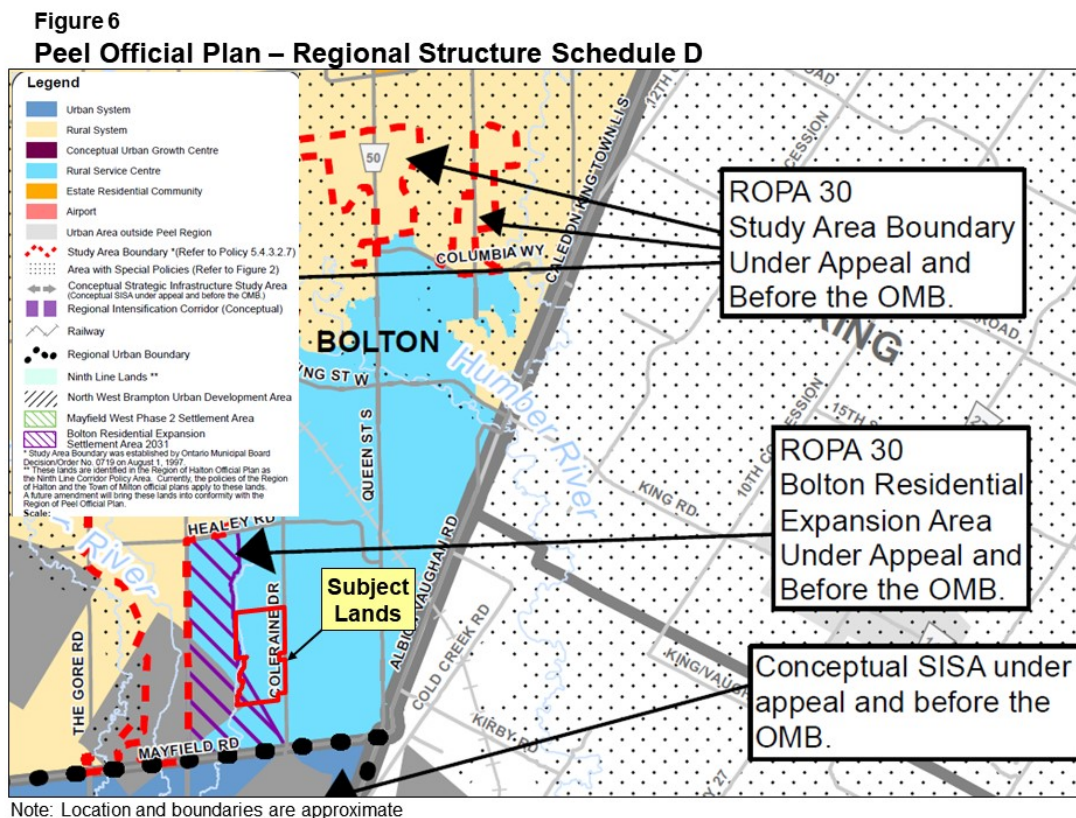 Figure 6
Peel Official Plan – Regional Structure Schedule D
Legend
Urban System
Rural System
Conceptual Urban Growth Centre
Rural Service Centre
Estate Residential Community
Airport
Urban Area outside Peel Region
Study Area Boundary *(Refer to Policy 5.4.3.2.7)
Area with Special Policies (Refer to Figure 2)
Conceptual Strategic Infrastructure Study Area
(Conceptual SISA under appeal and before the OMB.)
Regional Intensification Corridor (Conceptual)
Railway
Regional Urban Boundary
Ninth Line Lands **
North West Brampton Urban Development Area
Mayfield West Phase 2 Settlement Area
Bolton Residential Expansion
Settlement Area 2031
* Study Area Boundary was established by Ontario Municipal Board
Decision/Order No. 0719 on August 1, 1997.
** These lands are identified in the Region of Halton Official Plan as
the Ninth Line Corridor Policy Area. Currently, the policies of the Region
of Halton and the Town of Milton official plans apply to these lands.
A future amendment will bring these lands into conformity with the
Region of Peel Official Plan.
Scale:
50
COLUMBIA WY
CALEDON KING TOWN LI S
12TH
CESSION
ROAD
ROPA 30
Study Area Boundary
Under Appeal and
Before the OMB.
ROAD
BOLTON
Humber River
ST W
QUEEN ST S
15TH S
27
10TH CONCESSION
KING RD
ROPA 30
Bolton Residential
Expansion Area
Under Appeal and
Before the OMB.
HEALEY RD
River
Subject
Lands
COLERAINE DR
VAUGHAN RD
COLD CREEK RD
THE GORE RD
KING/VAUGH
KIRBY RD
MAYFIELD RD
Conceptual SISA under
appeal and before the
OMB.
27
Note: Location and boundaries are approximate